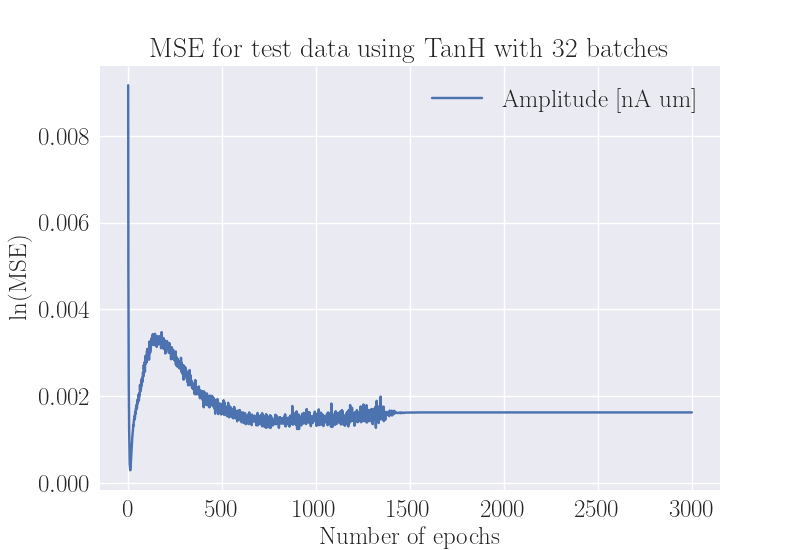 MSE for test data using TanH with 32 batches
Amplitude [nA um]
ln(MSE)
0.008
0.006
0.004
0.002
0.000
0 500 1000 1500 2000 2500 3000
Number of epochs